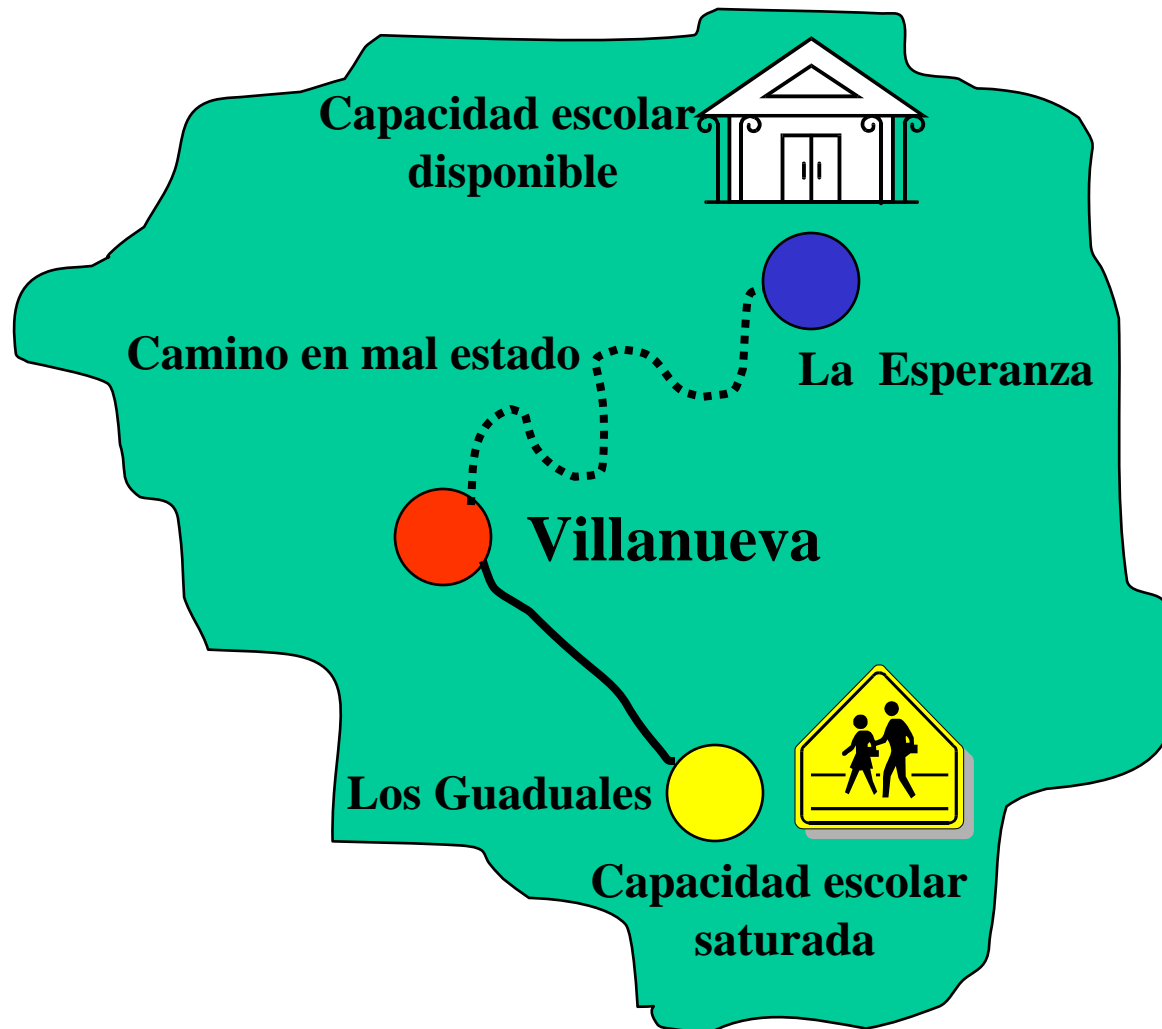 Capacidad escolar
disponible
Camino en mal estado
La Esperanza
Villanueva
Los Guaduales
Capacidad escolar
saturada